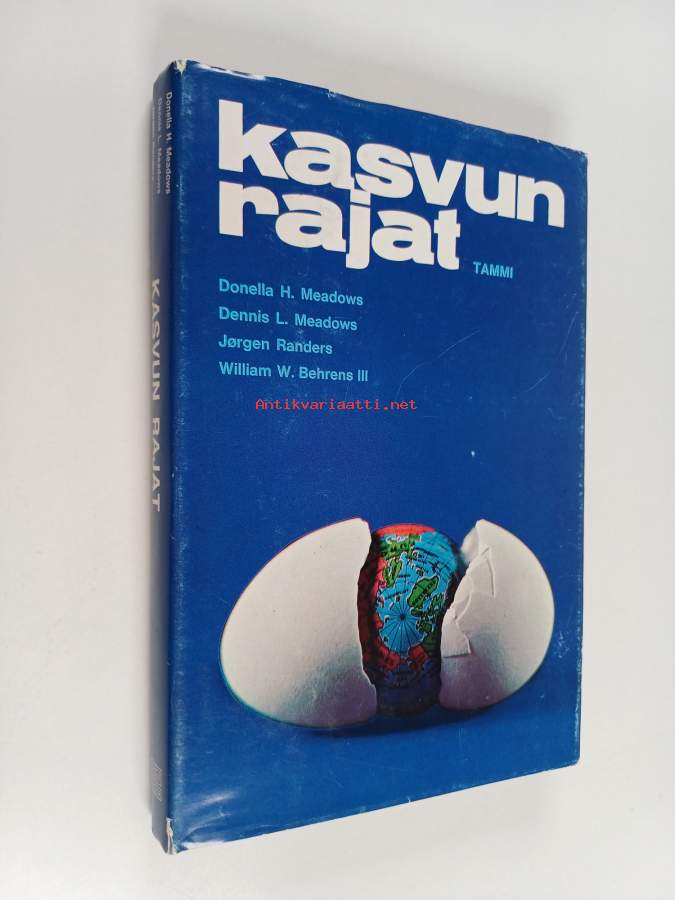 kasvun
rajat
TAMMI
Donella H. Meadows
Dennis L. Meadows
Jørgen Randers
William W. Behrens III
Antikvariaatti.net
Donella H. Meadows
Dennis L. Meadows
KASVUN RAJAT